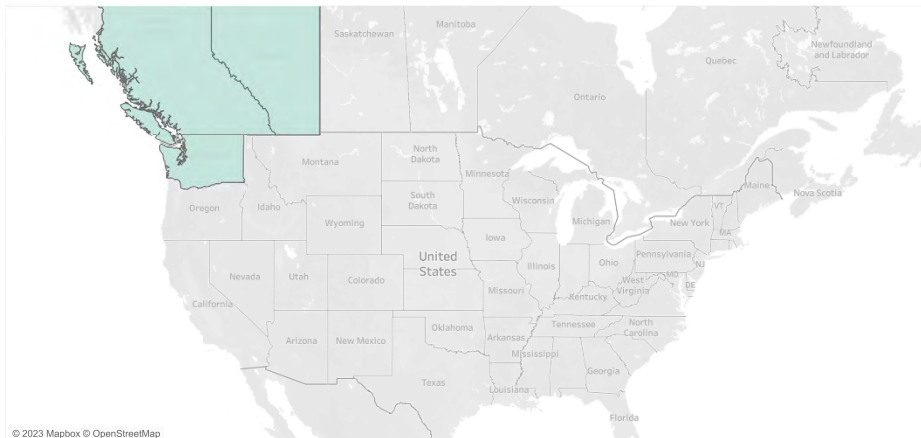 Saskatchewan
Manitoba
Newfoundland
and Labrador
Quebec
Ontario
North
Dakota
Montana
Minnesota
Maine
Nova Scotia
South
Dakota
Wisconsin
VT
Oregon
Idaho
Wyoming
Michigan
New York
MA
Iowa
United
States
Pennsylvania
Nevada
Utah
Colorado
Illinois
Ohio
NJ
MD
DE
West
Virginia
Missouri
Kentucky
California
Arizona
New Mexico
Oklahoma
Arkansas
Tennessee
North
Carolina
Mississippi
Georgia
Texas
Louisiana
Florida
© 2023 Mapbox © OpenStreetMap